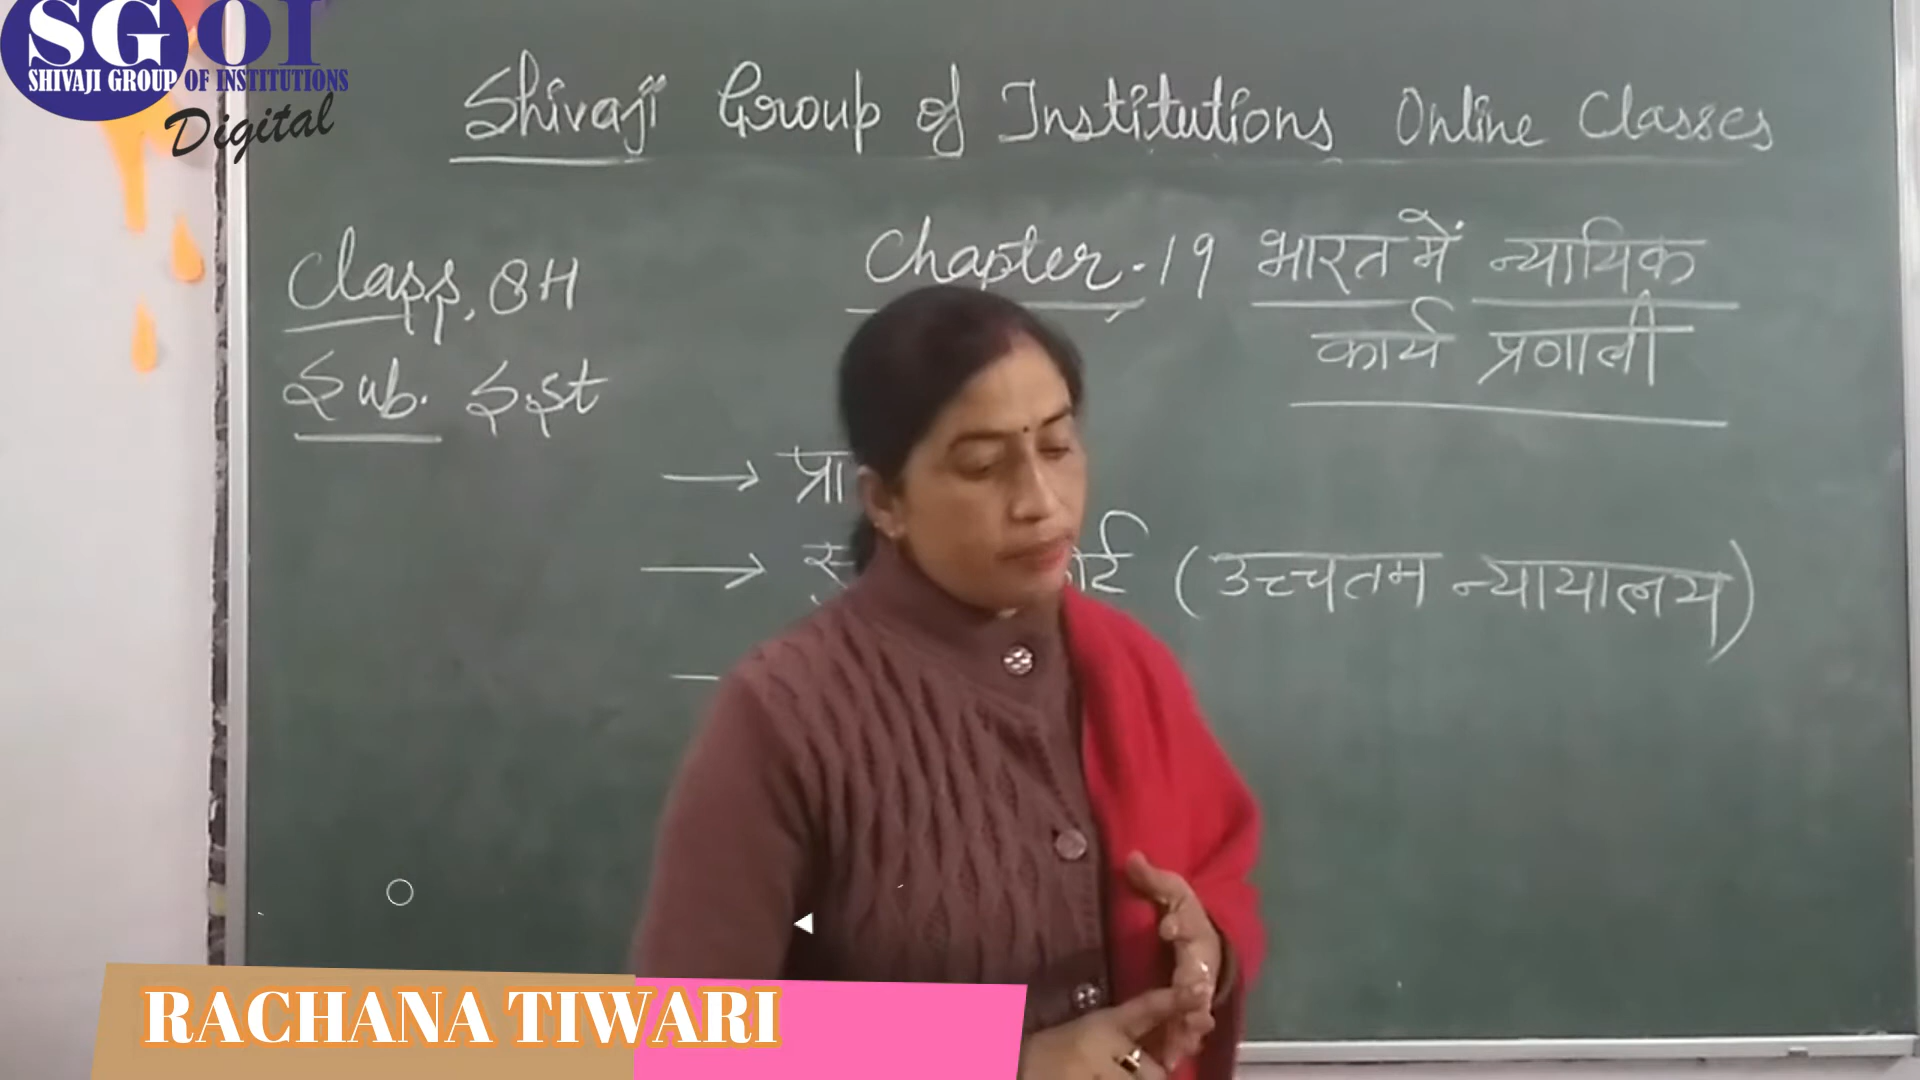 SGOI
SHIVAJI GROUP OF INSTITUTIONS
Digital
Shivaji Group of Institutions Online Classes
Class, 8H
Chapter-19 भारत में न्यायिक
कार्य प्रणाली
Sub. S.St
→ प्रा
→ (उच्चतम न्यायालय)
RACHANA TIWARI